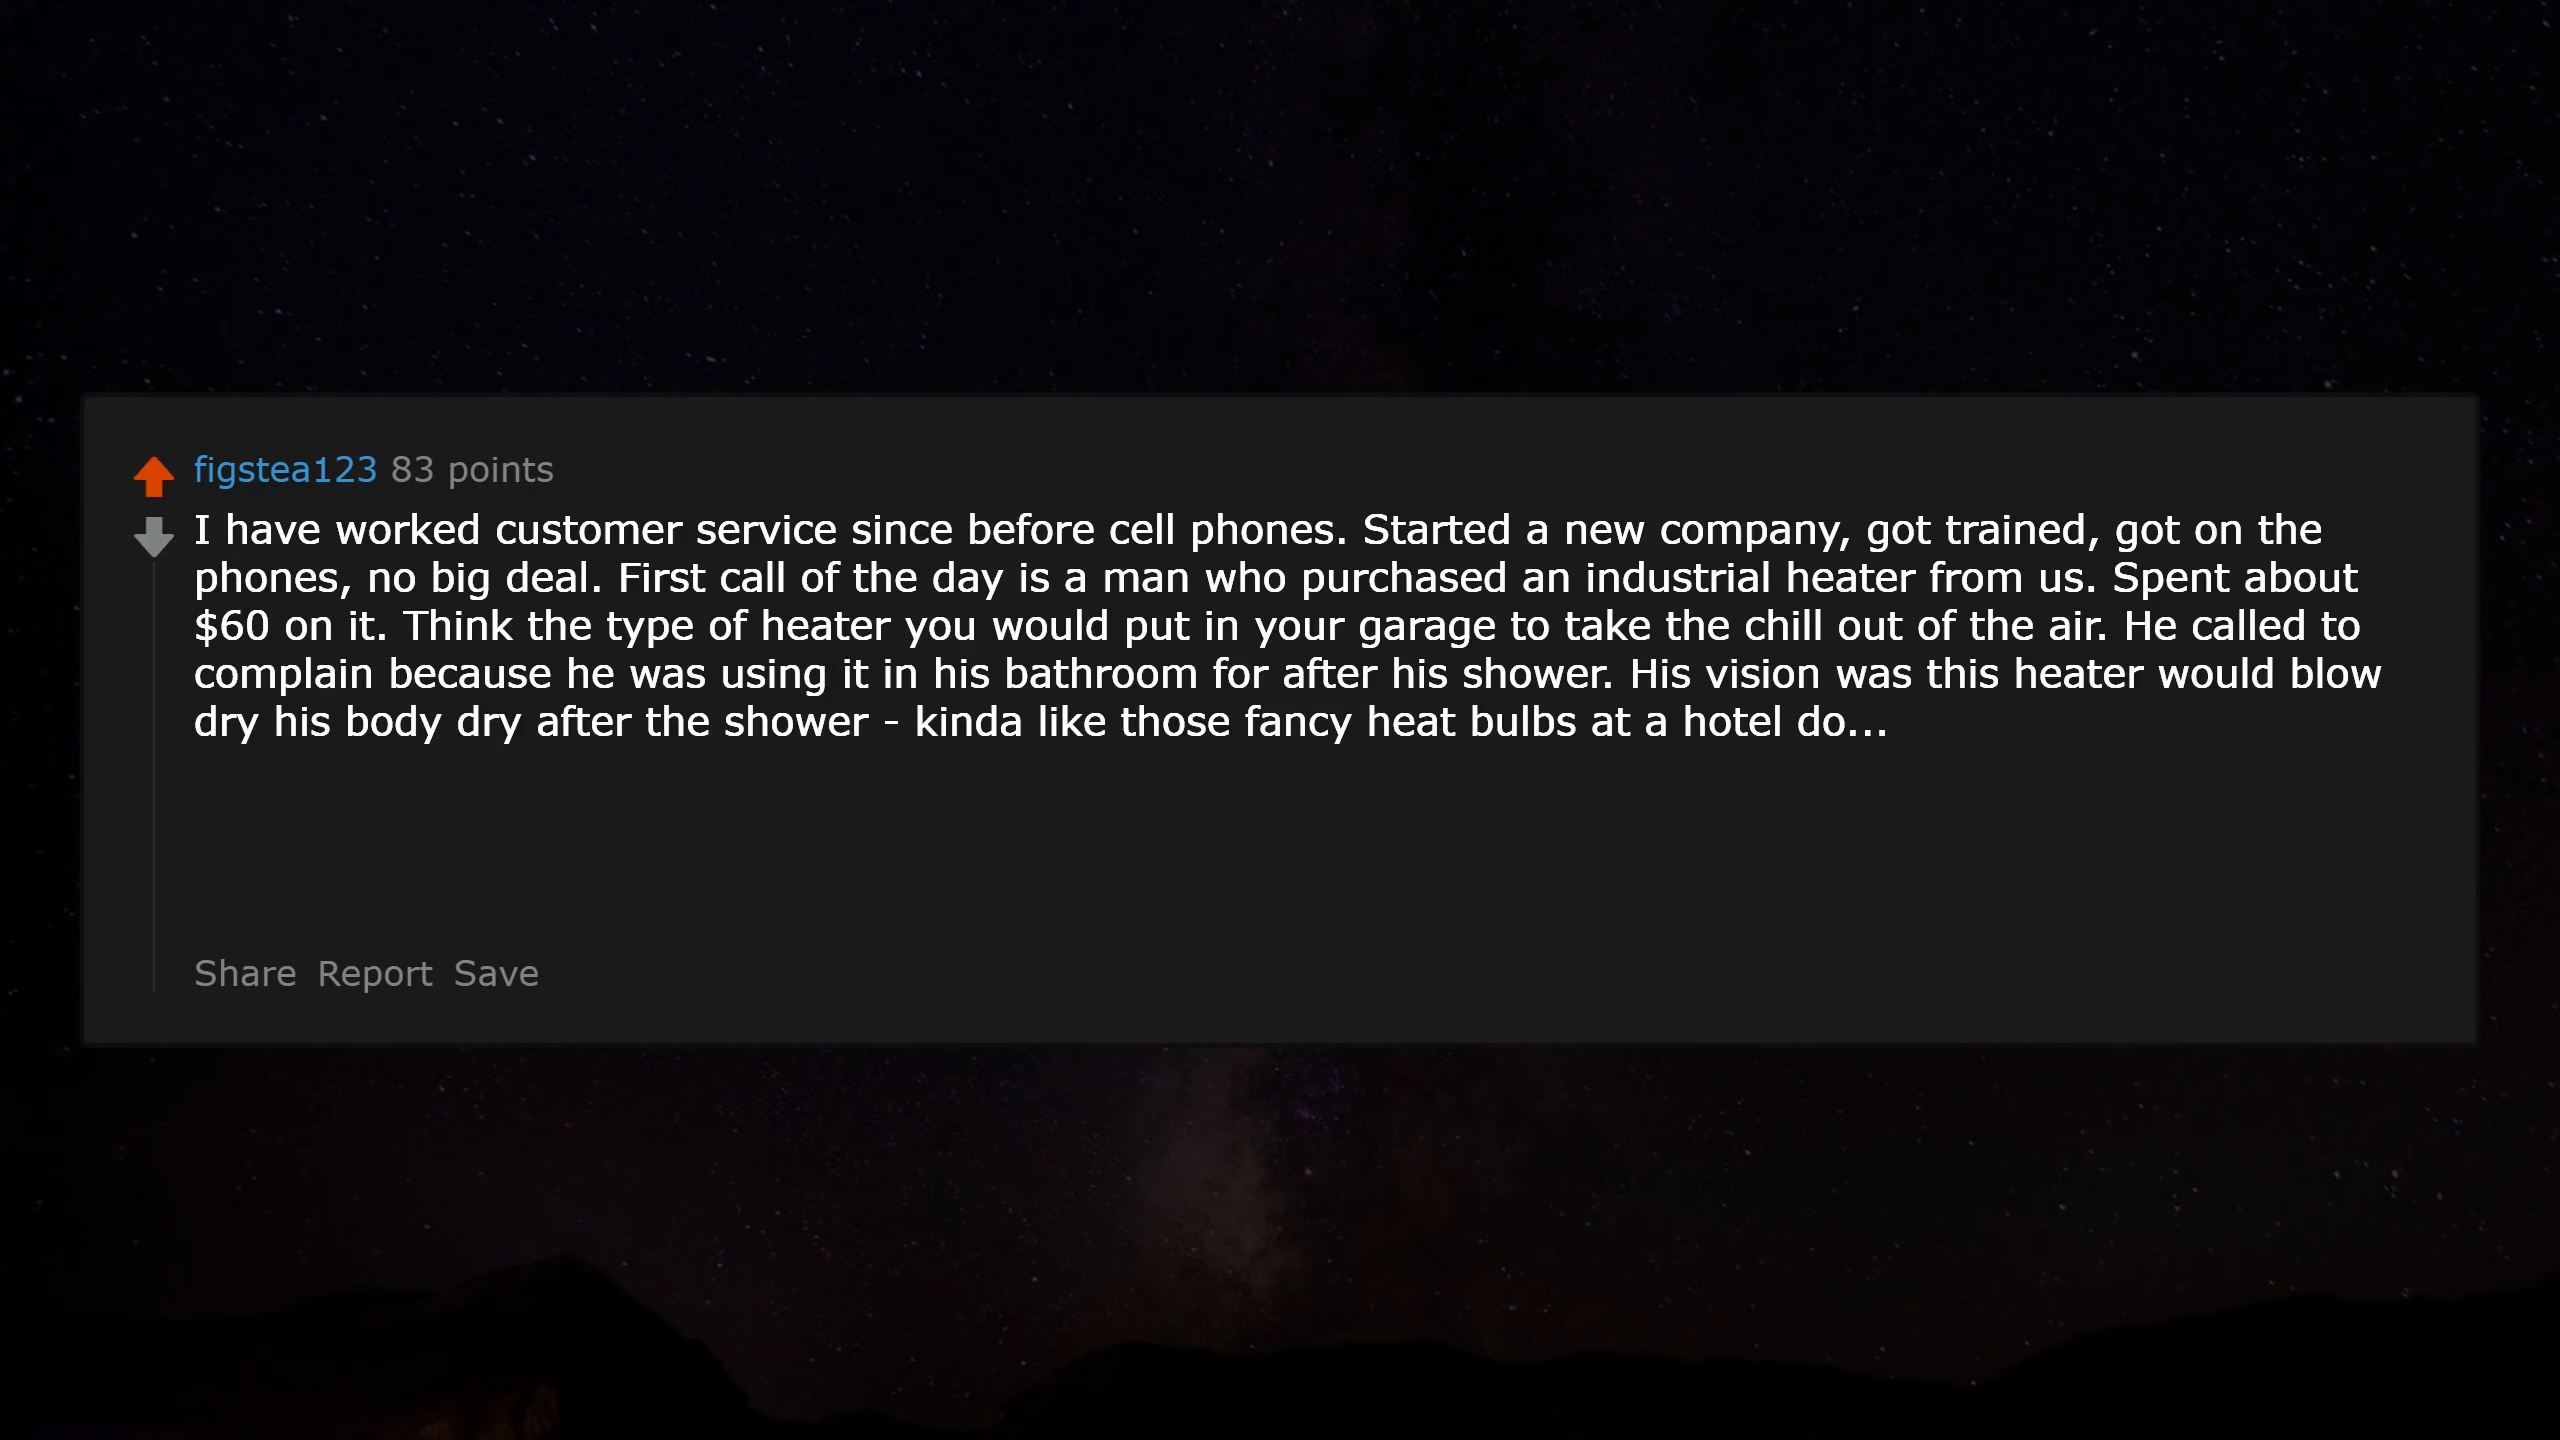 figstea123 83 points
I have worked customer service since before cell phones. Started a new company, got trained, got on the
phones, no big deal. First call of the day is a man who purchased an industrial heater from us. Spent about
$60 on it. Think the type of heater you would put in your garage to take the chill out of the air. He called to
complain because he was using it in his bathroom for after his shower. His vision was this heater would blow
dry his body dry after the shower - kinda like those fancy heat bulbs at a hotel do...
Share Report Save